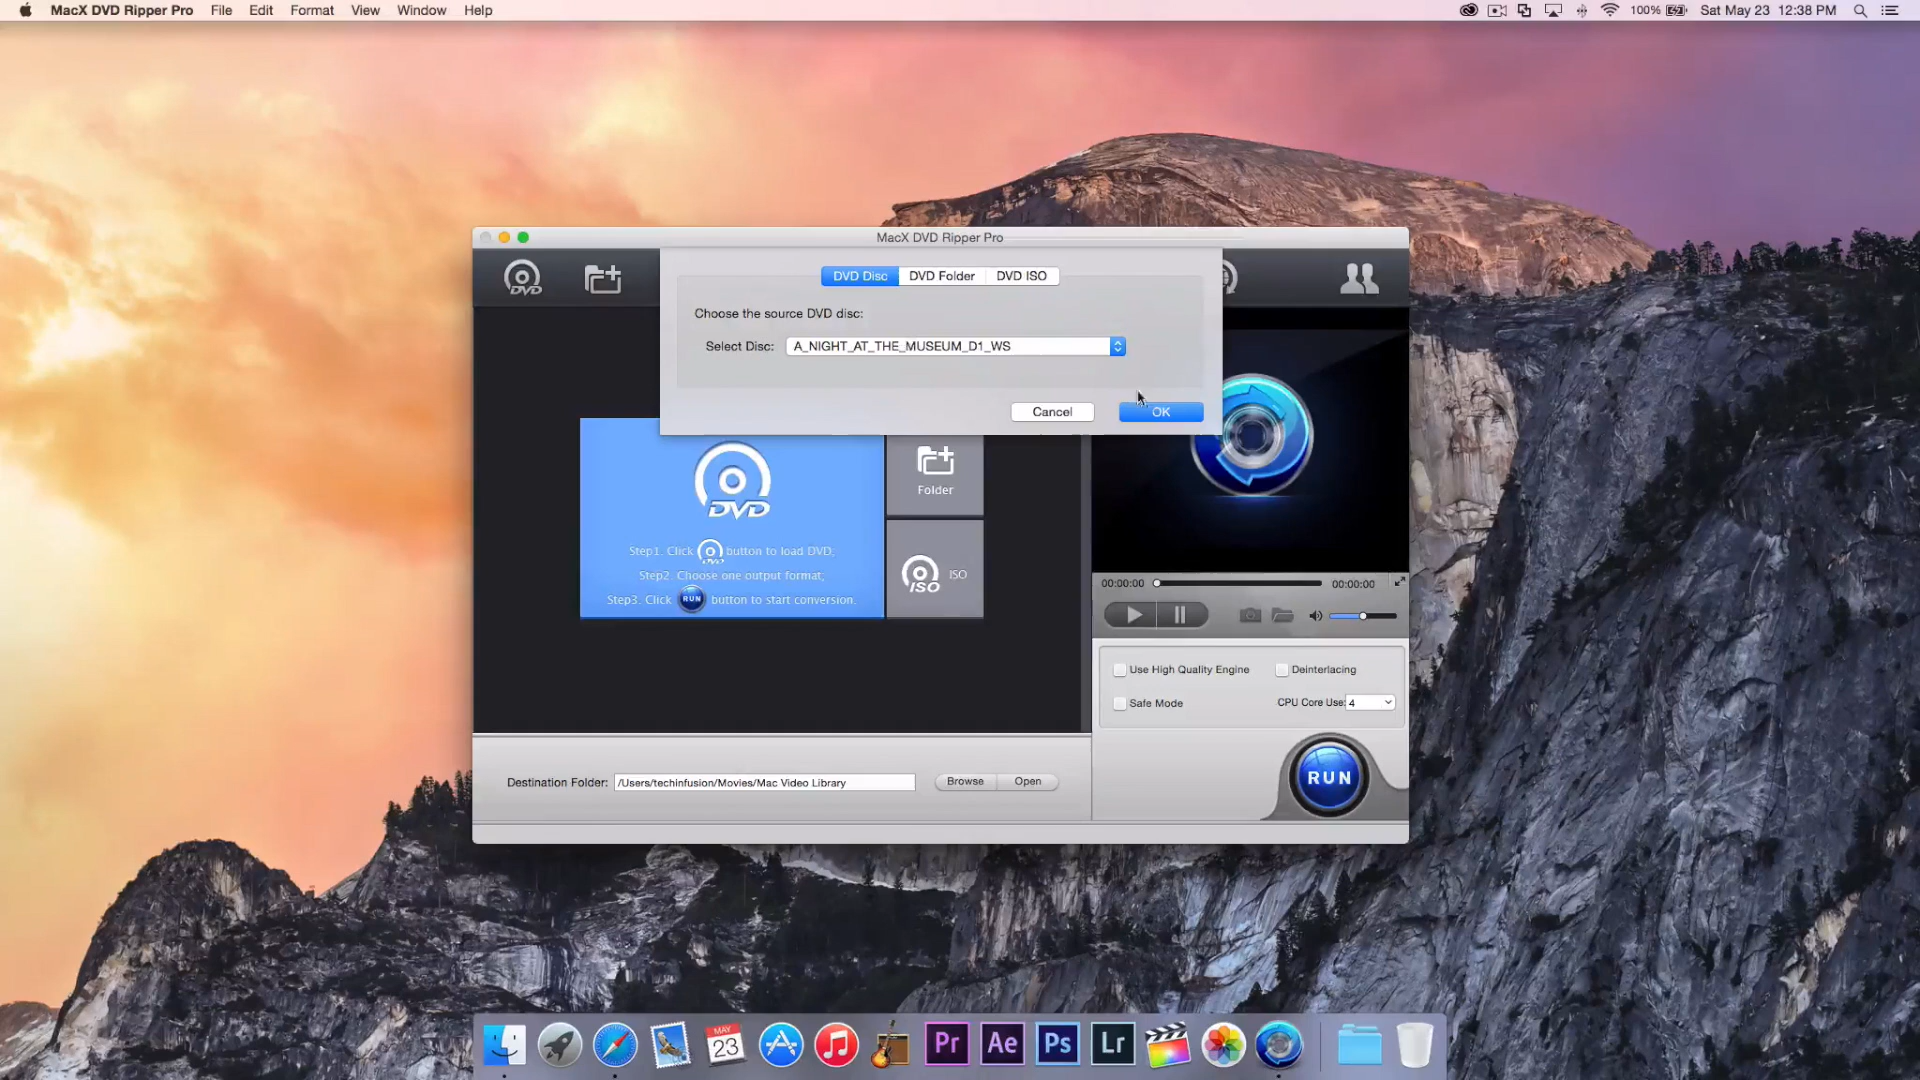 MacX DVD Ripper Pro File Edit Format View Window Help 100% Sat May 23 12:38 PM
MacX DVD Ripper Pro
DVD
DVD Disc DVD Folder DVD ISO
Choose the source DVD disc:
Select Disc: A_NIGHT_AT_THE_MUSEUM_D1_WS
Cancel OK
DVD
Folder
Step1. Click DVD button to load DVD;
Step2. Choose one output format;
Step3. Click RUN button to start conversion.
ISO ISO
00:00:00 00:00:00
Use High Quality Engine Deinterlacing
Safe Mode CPU Core Use: 4
Destination Folder: /Users/techinfusion/Movies/Mac Video Library Browse Open
RUN
MAY
23
Pr Ae Ps Lr